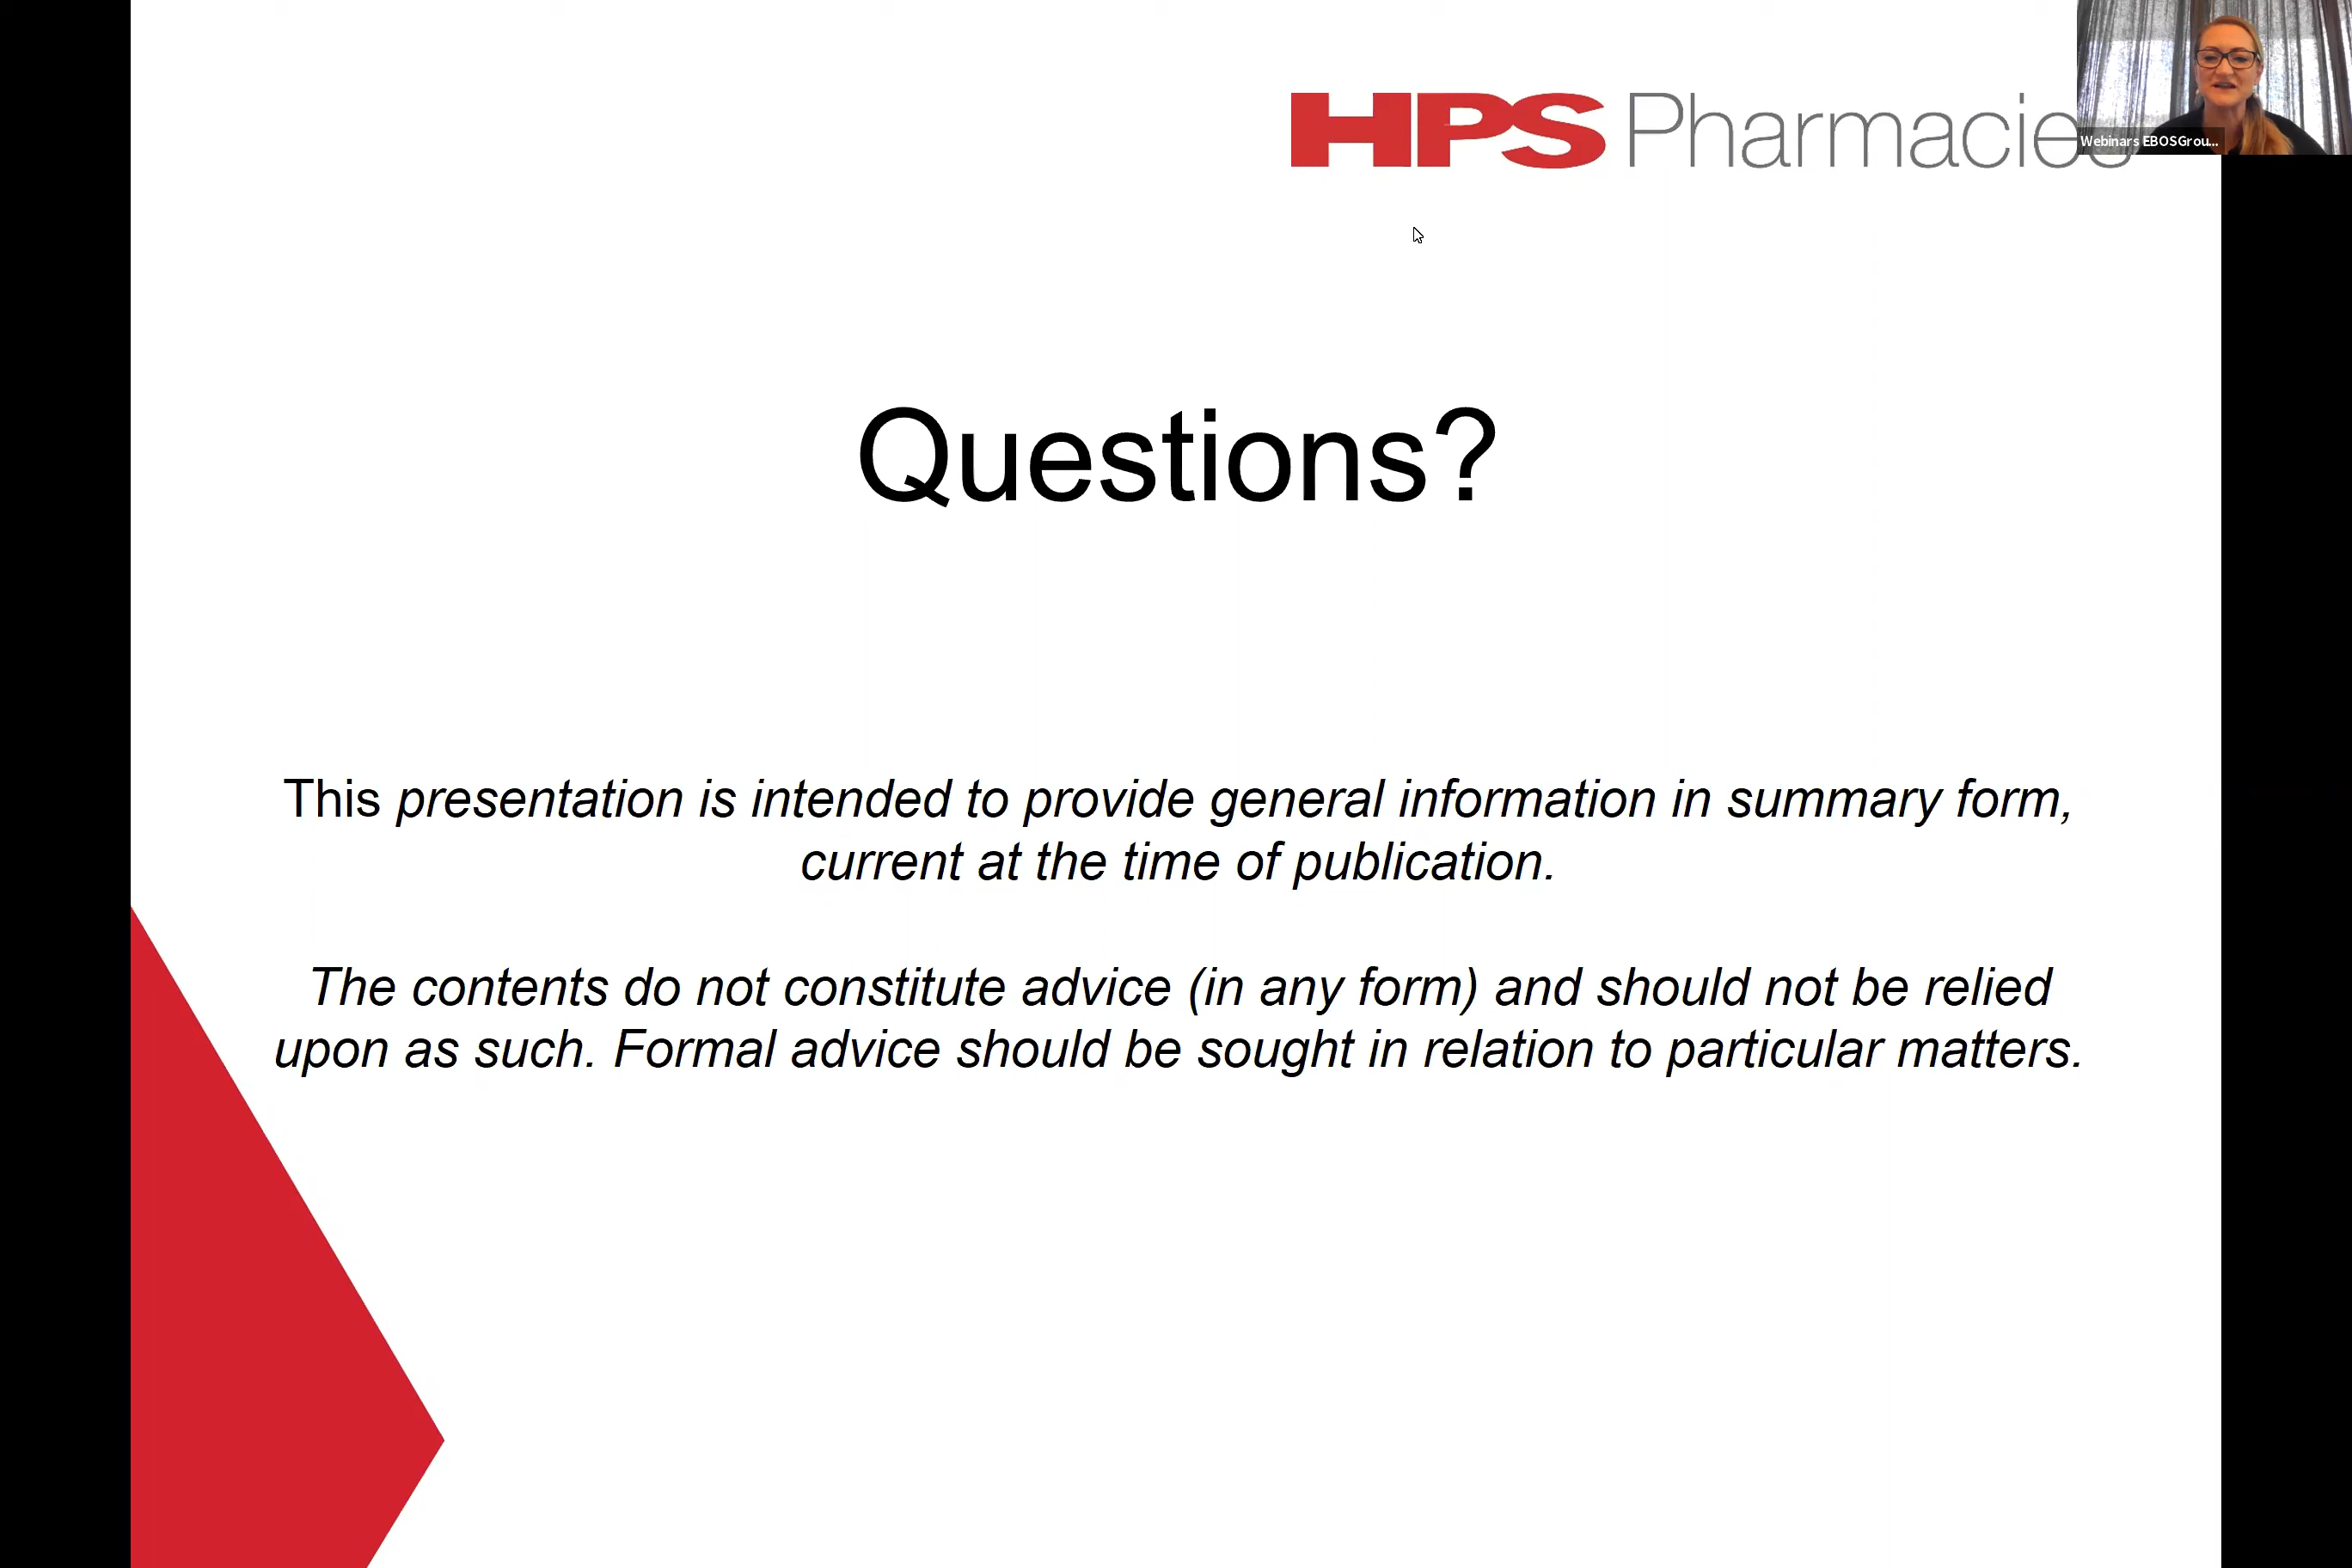 HPS Pharmacies
Webinars EBOSGrou...
Questions?
This presentation is intended to provide general information in summary form,
current at the time of publication.
The contents do not constitute advice (in any form) and should not be relied
upon as such. Formal advice should be sought in relation to particular matters.